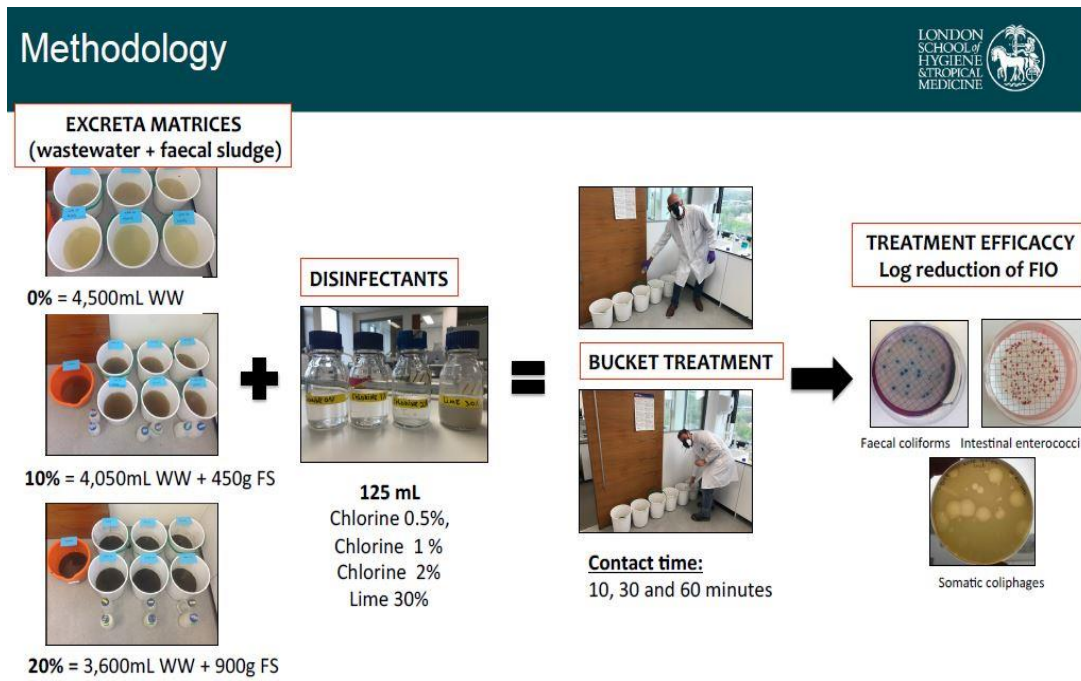 Methodology
LONDON
SCHOOL of
HYGIENE
& TROPICAL
MEDICINE
EXCRETA MATRICES
(wastewater + faecal sludge)
0% = 4,500mL WW
10% = 4,050mL WW + 450g FS
20% = 3,600mL WW + 900g FS
DISINFECTANTS
LIME 30%
125 mL
Chlorine 0.5%,
Chlorine 1 %
Chlorine 2%
Lime 30%
BUCKET TREATMENT
Contact time:
10, 30 and 60 minutes
TREATMENT EFFICACCY
Log reduction of FIO
Faecal coliforms
Intestinal enterococci
Somatic coliphages